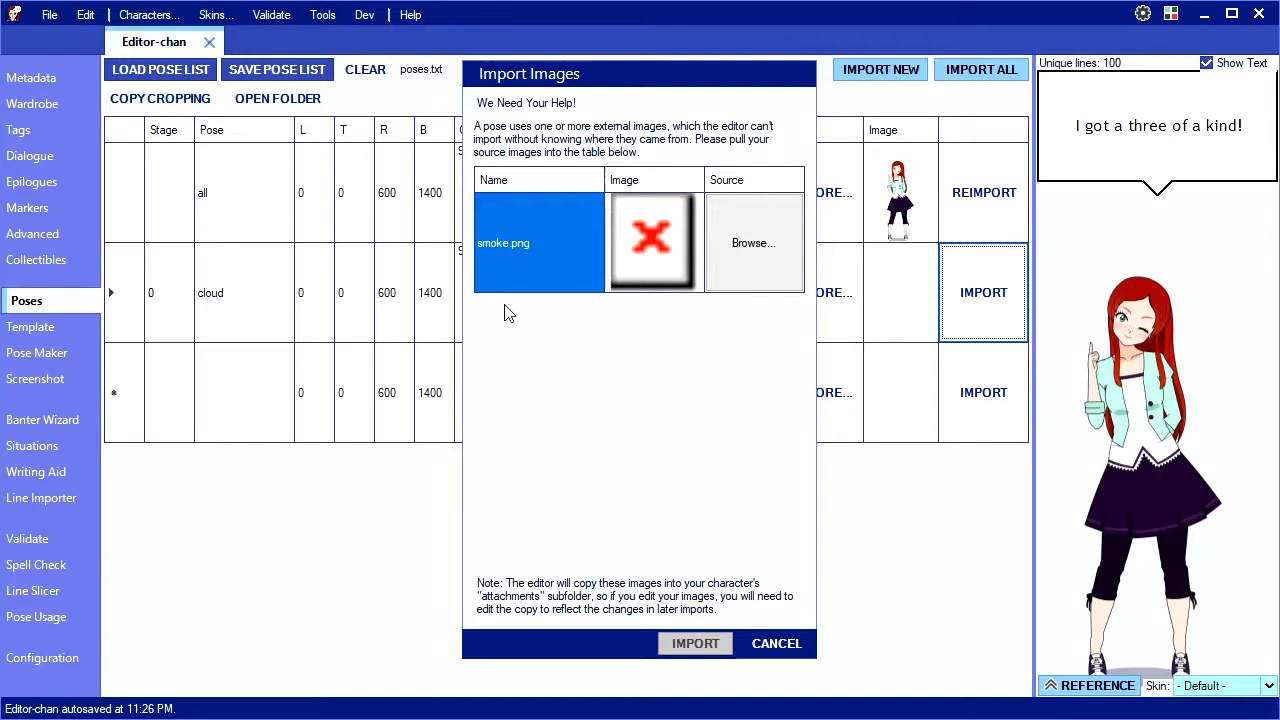 File Edit Characters... Skins... Validate Tools Dev Help
Editor-chan
LOAD POSE LIST SAVE POSE LIST CLEAR poses.txt IMPORT NEW IMPORT ALL
COPY CROPPING OPEN FOLDER
Metadata
Wardrobe
Tags
Dialogue
Epilogues
Markers
Advanced
Collectibles
Poses
Template
Pose Maker
Screenshot
Banter Wizard
Situations
Writing Aid
Line Importer
Validate
Spell Check
Line Slicer
Pose Usage
Configuration
Stage Pose L T R B Image
all 0 0 600 1400 ORE... REIMPORT
0 cloud 0 0 600 1400 ORE... IMPORT
0 0 600 1400 ORE... IMPORT
Import Images
We Need Your Help!
A pose uses one or more external images, which the editor can't
import without knowing where they came from. Please pull your
source images into the table below.
Name Image Source
smoke.png Browse...
Note: The editor will copy these images into your character's
"attachments" subfolder, so if you edit your images, you will need to
edit the copy to reflect the changes in later imports.
IMPORT CANCEL
Unique lines: 100 Show Text
I got a three of a kind!
REFERENCE Skin: - Default -
Editor-chan autosaved at 11:26 PM.